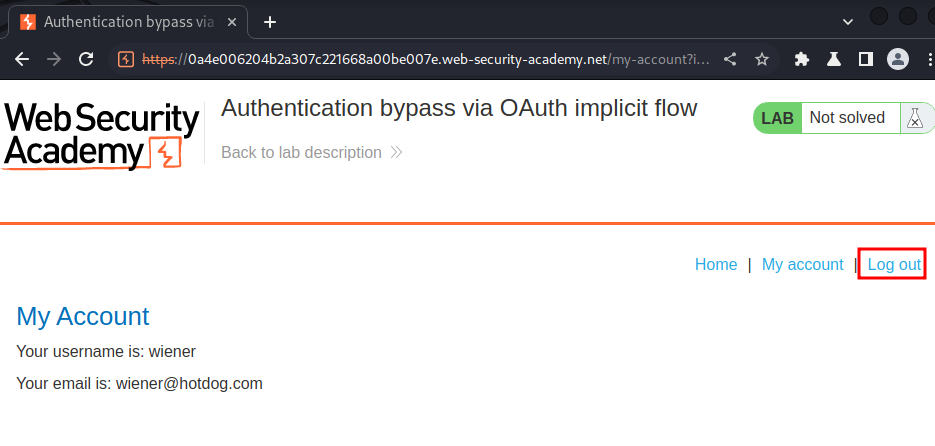 Authentication bypass via
https://0a4e006204b2a307c221668a00be007e.web-security-academy.net/my-account?i...
Web Security
Academy
Authentication bypass via OAuth implicit flow
Back to lab description
LAB Not solved
Home | My account | Log out
My Account
Your username is: wiener
Your email is: wiener@hotdog.com